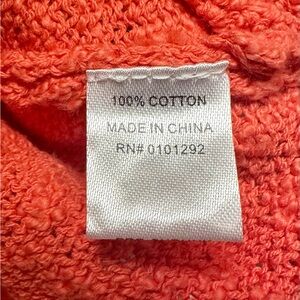 100% COTTON
MADE IN CHINA
RN# 0101292